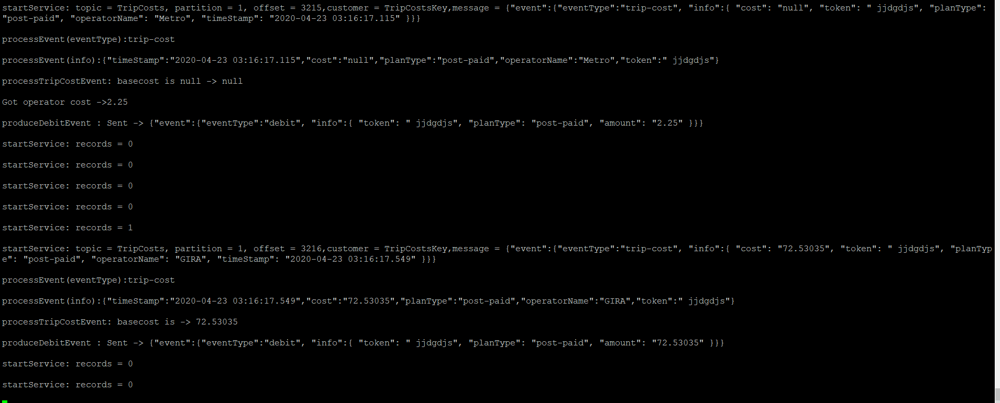 startService: topic = TripCosts, partition = 1, offset = 3215,customer = TripCostsKey,message = {"event":{"eventType":"trip-cost", "info":{ "cost": "null", "token": " jjdgdjs", "planType":
"post-paid", "operatorName": "Metro", "timeStamp": "2020-04-23 03:16:17.115" }}}
processEvent(eventType):trip-cost
processEvent(info):{"timeStamp":"2020-04-23 03:16:17.115","cost":"null","planType":"post-paid","operatorName":"Metro","token":" jjdgdjs"}
processTripCostEvent: basecost is null -> null
Got operator cost ->2.25
produceDebitEvent : Sent -> {"event":{"eventType":"debit", "info":{ "token": " jjdgdjs", "planType": "post-paid", "amount": "2.25" }}}
startService: records = 0
startService: records = 0
startService: records = 0
startService: records = 0
startService: records = 1
startService: topic = TripCosts, partition = 1, offset = 3216,customer = TripCostsKey,message = {"event":{"eventType":"trip-cost", "info":{ "cost": "72.53035", "token": " jjdgdjs", "planTyp
e": "post-paid", "operatorName": "GIRA", "timeStamp": "2020-04-23 03:16:17.549" }}}
processEvent(eventType):trip-cost
processEvent(info):{"timeStamp":"2020-04-23 03:16:17.549","cost":"72.53035","planType":"post-paid","operatorName":"GIRA","token":" jjdgdjs"}
processTripCostEvent: basecost is -> 72.53035
produceDebitEvent : Sent -> {"event":{"eventType":"debit", "info":{ "token": " jjdgdjs", "planType": "post-paid", "amount": "72.53035" }}}
startService: records = 0
startService: records = 0